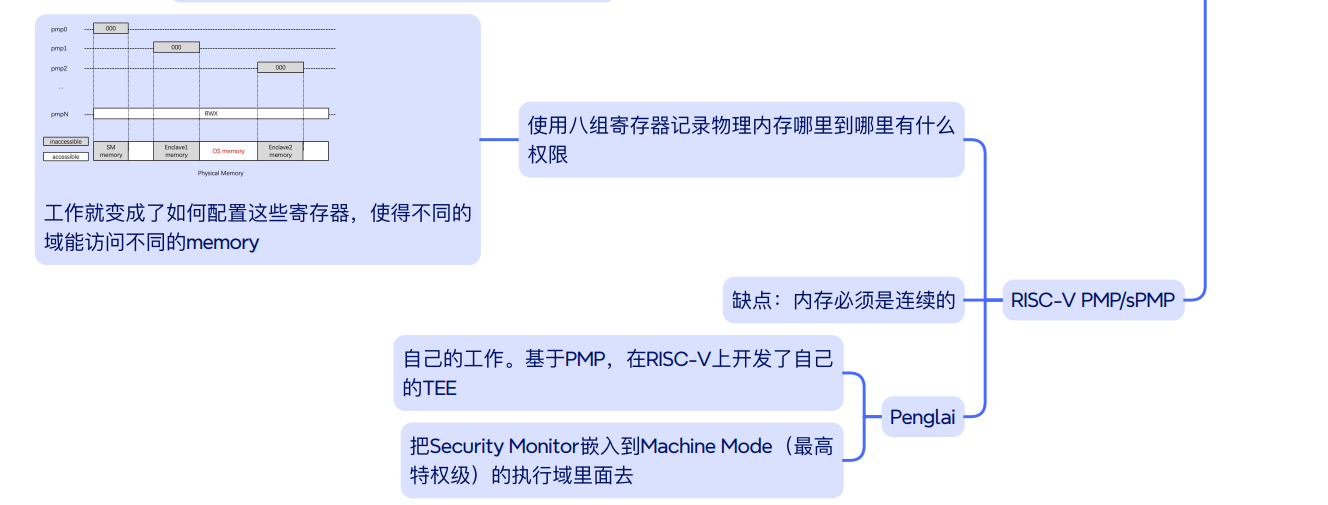 pmp0
000
pmp1
000
pmp2
000
...
pmpN
RWX
inaccessible
accessible
SM
memory
Enclave1
memory
OS memory
Enclave2
memory
Physical Memory
工作就变成了如何配置这些寄存器，使得不同的
域能访问不同的memory
使用八组寄存器记录物理内存哪里到哪里有什么
权限
缺点：内存必须是连续的
RISC-V PMP/sPMP
自己的工作。基于PMP，在RISC-V上开发了自己
的TEE
Penglai
把Security Monitor嵌入到Machine Mode（最高
特权级）的执行域里面去